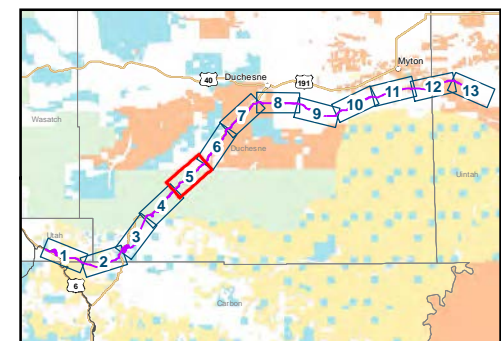 40
Duchesne
191
Myton
Wasatch
7
8
9
10
11
12
13
6
Duchesne
5
Uintah
4
3
Utah
1
2
6
Carbon